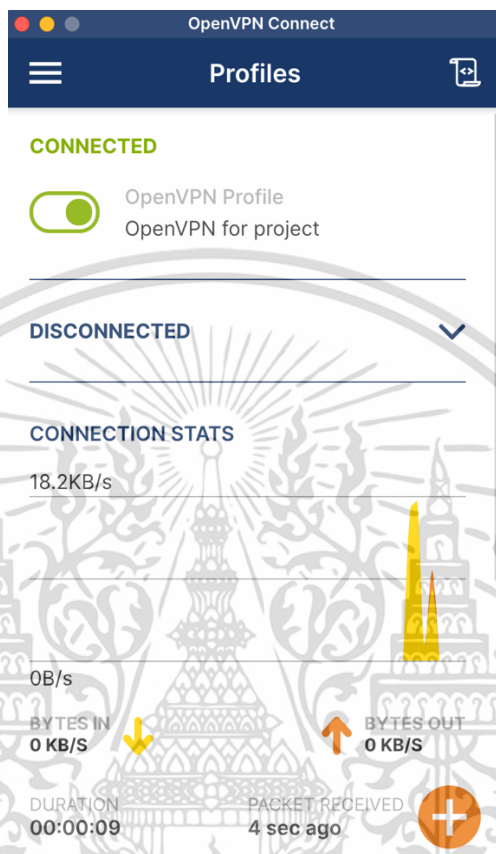 OpenVPN Connect
Profiles
CONNECTED
OpenVPN Profile
OpenVPN for project
DISCONNECTED
CONNECTION STATS
18.2KB/s
0B/s
BYTES IN
0 KB/S
BYTES OUT
0 KB/S
DURATION
00:00:09
PACKET RECEIVED
4 sec ago